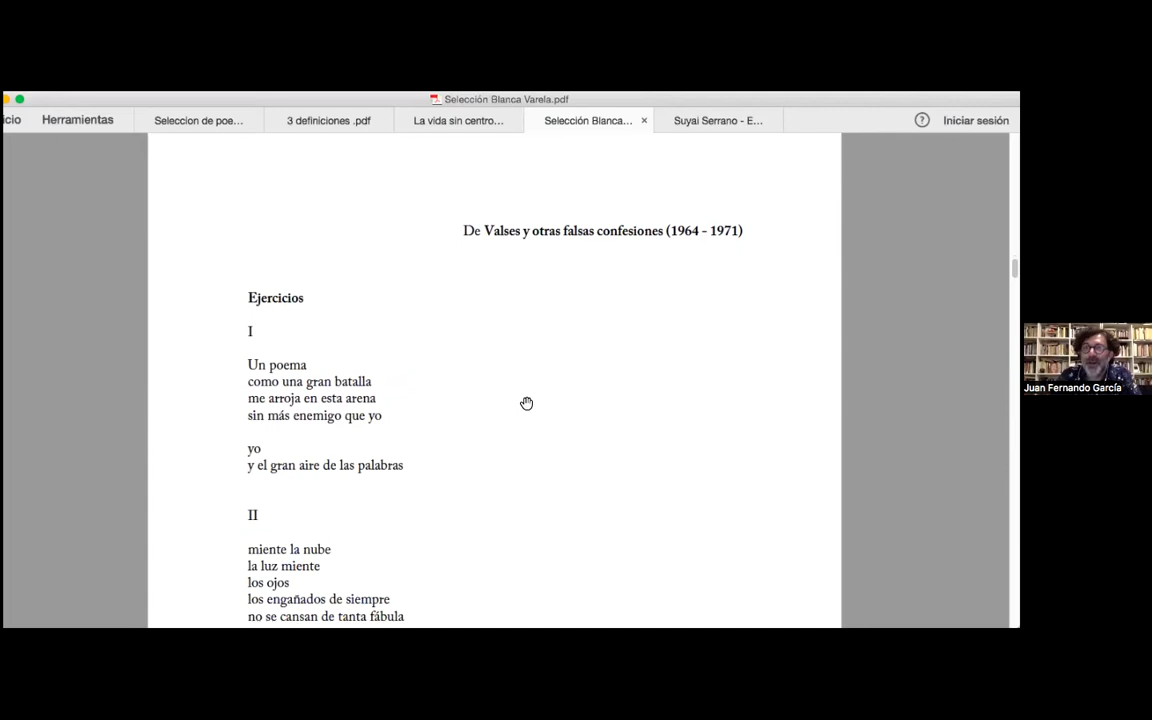 Selección Blanca Varela.pdf
icio Herramientas Seleccion de poe... 3 definiciones .pdf La vida sin centro... Selección Blanca... × Suyai Serrano - E... ? Iniciar sesión
De Valses y otras falsas confesiones (1964 - 1971)
Ejercicios
I
Un poema
como una gran batalla
me arroja en esta arena
sin más enemigo que yo
yo
y el gran aire de las palabras
II
miente la nube
la luz miente
los ojos
los engañados de siempre
no se cansan de tanta fábula
Juan Fernando García